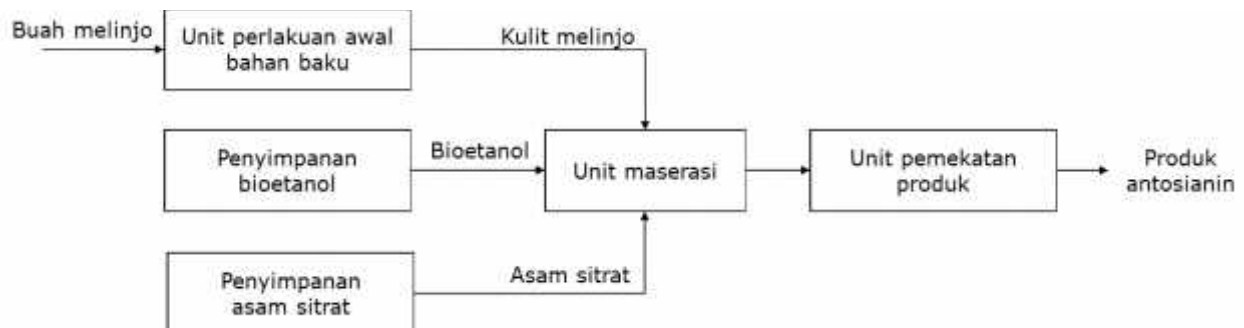 Buah melinjo
Unit perlakuan awal
bahan baku
Kulit melinjo
Penyimpanan
bioetanol
Bioetanol
Unit maserasi
Unit pemekatan
produk
Produk
antosianin
Penyimpanan
asam sitrat
Asam sitrat